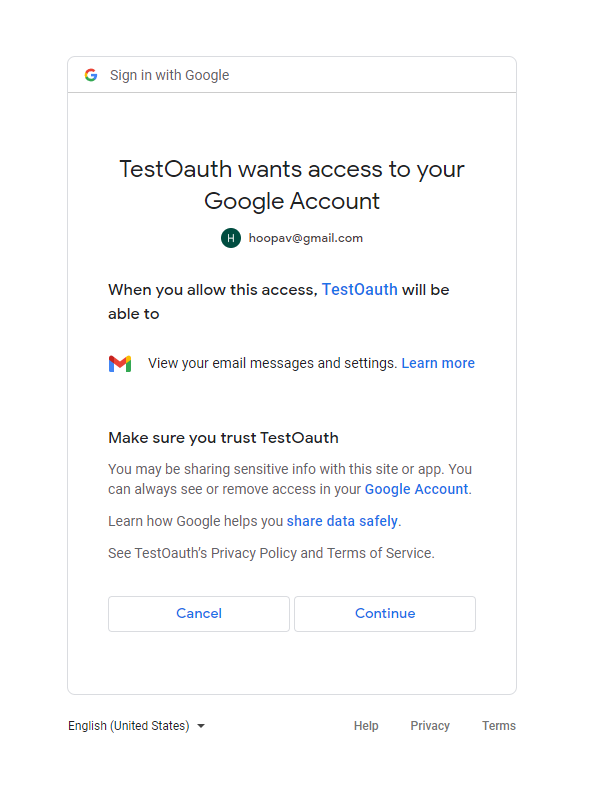 Sign in with Google
TestOauth wants access to your
Google Account
H hoopav@gmail.com
When you allow this access, TestOauth will be
able to
View your email messages and settings. Learn more
Make sure you trust TestOauth
You may be sharing sensitive info with this site or app. You
can always see or remove access in your Google Account.
Learn how Google helps you share data safely.
See TestOauth’s Privacy Policy and Terms of Service.
Cancel Continue
English (United States) Help Privacy Terms